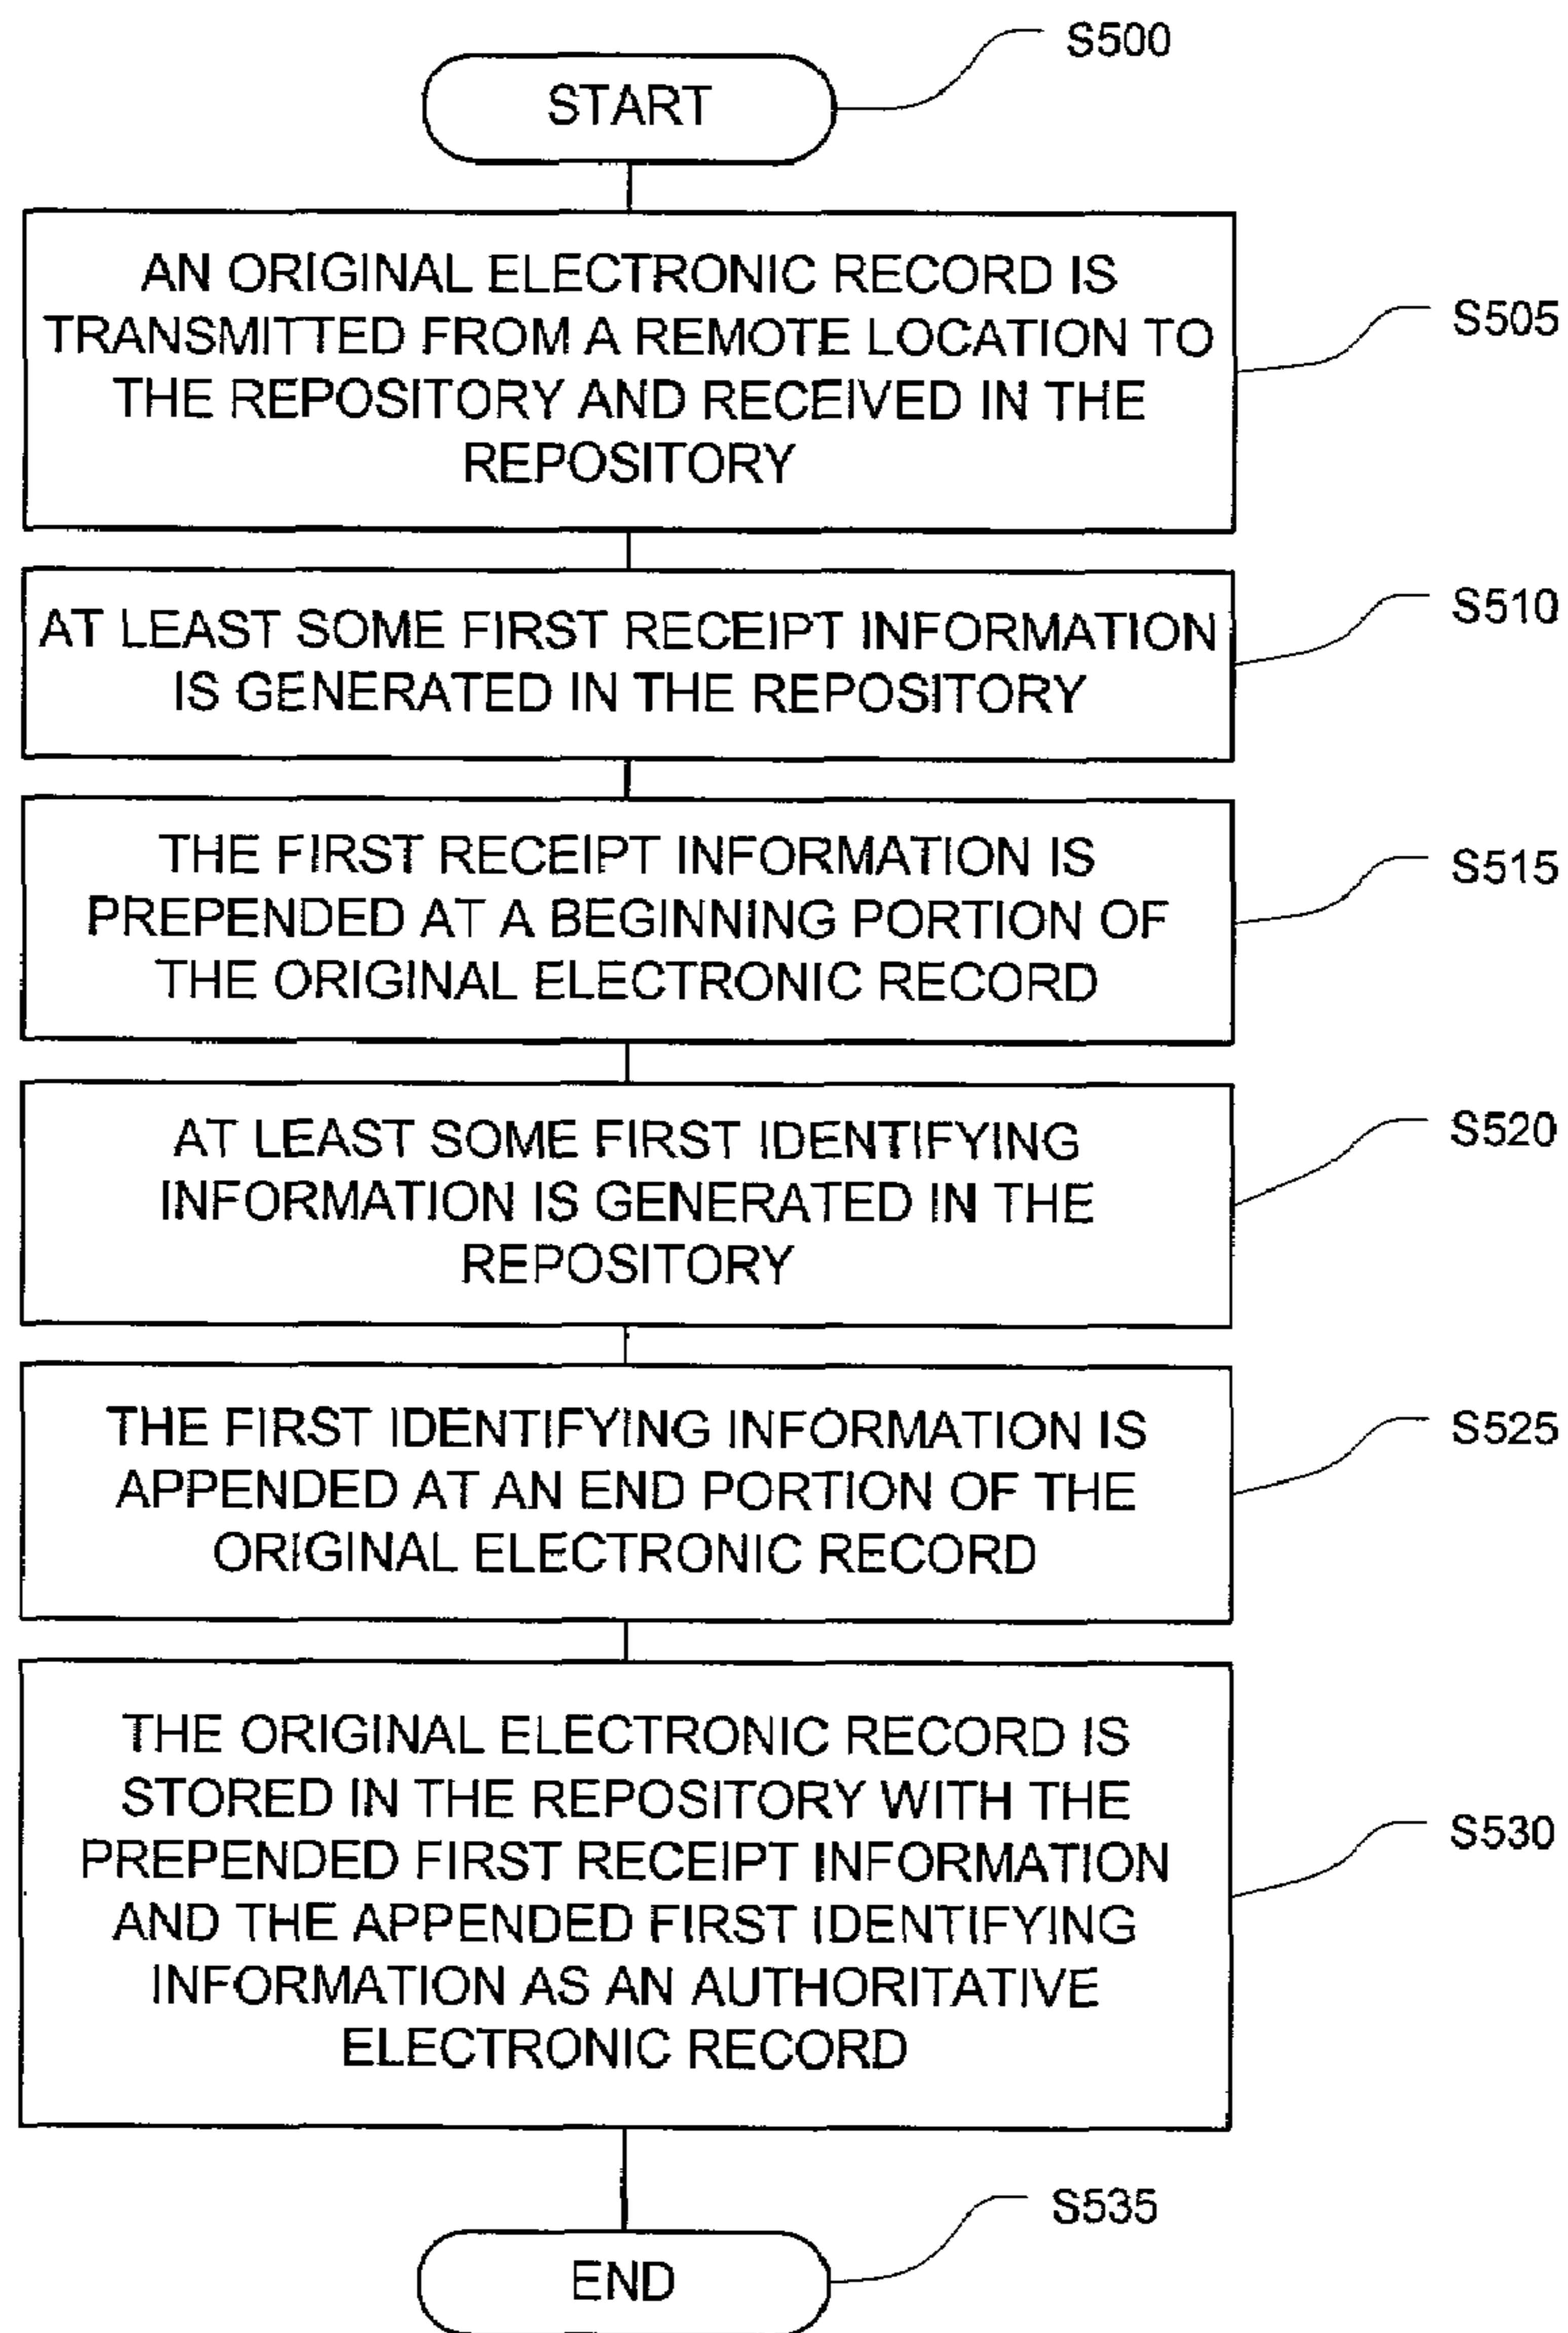 S500
START
AN ORIGINAL ELECTRONIC RECORD IS
TRANSMITTED FROM A REMOTE LOCATION TO
THE REPOSITORY AND RECEIVED IN THE
REPOSITORY
S505
AT LEAST SOME FIRST RECEIPT INFORMATION
IS GENERATED IN THE REPOSITORY
S510
THE FIRST RECEIPT INFORMATION IS
PREPENDED AT A BEGINNING PORTION OF
THE ORIGINAL ELECTRONIC RECORD
S515
AT LEAST SOME FIRST IDENTIFYING
INFORMATION IS GENERATED IN THE
REPOSITORY
S520
THE FIRST IDENTIFYING INFORMATION IS
APPENDED AT AN END PORTION OF THE
ORIGINAL ELECTRONIC RECORD
S525
THE ORIGINAL ELECTRONIC RECORD IS
STORED IN THE REPOSITORY WITH THE
PREPENDED FIRST RECEIPT INFORMATION
AND THE APPENDED FIRST IDENTIFYING
INFORMATION AS AN AUTHORITATIVE
ELECTRONIC RECORD
S530
S535
END